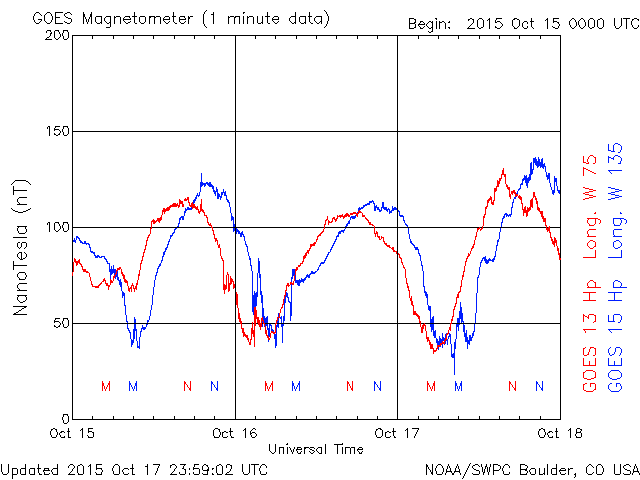 GOES Magnetometer (1 minute data)
Begin: 2015 Oct 15 0000 UTC
200
150
100
50
0
NanoTesla (nT)
M M N N M M N N M M N N
Oct 15 Oct 16 Oct 17 Oct 18
Universal Time
GOES 13 Hp Long. W 75
GOES 15 Hp Long. W 135
Updated 2015 Oct 17 23:59:02 UTC
NOAA/SWPC Boulder, CO USA